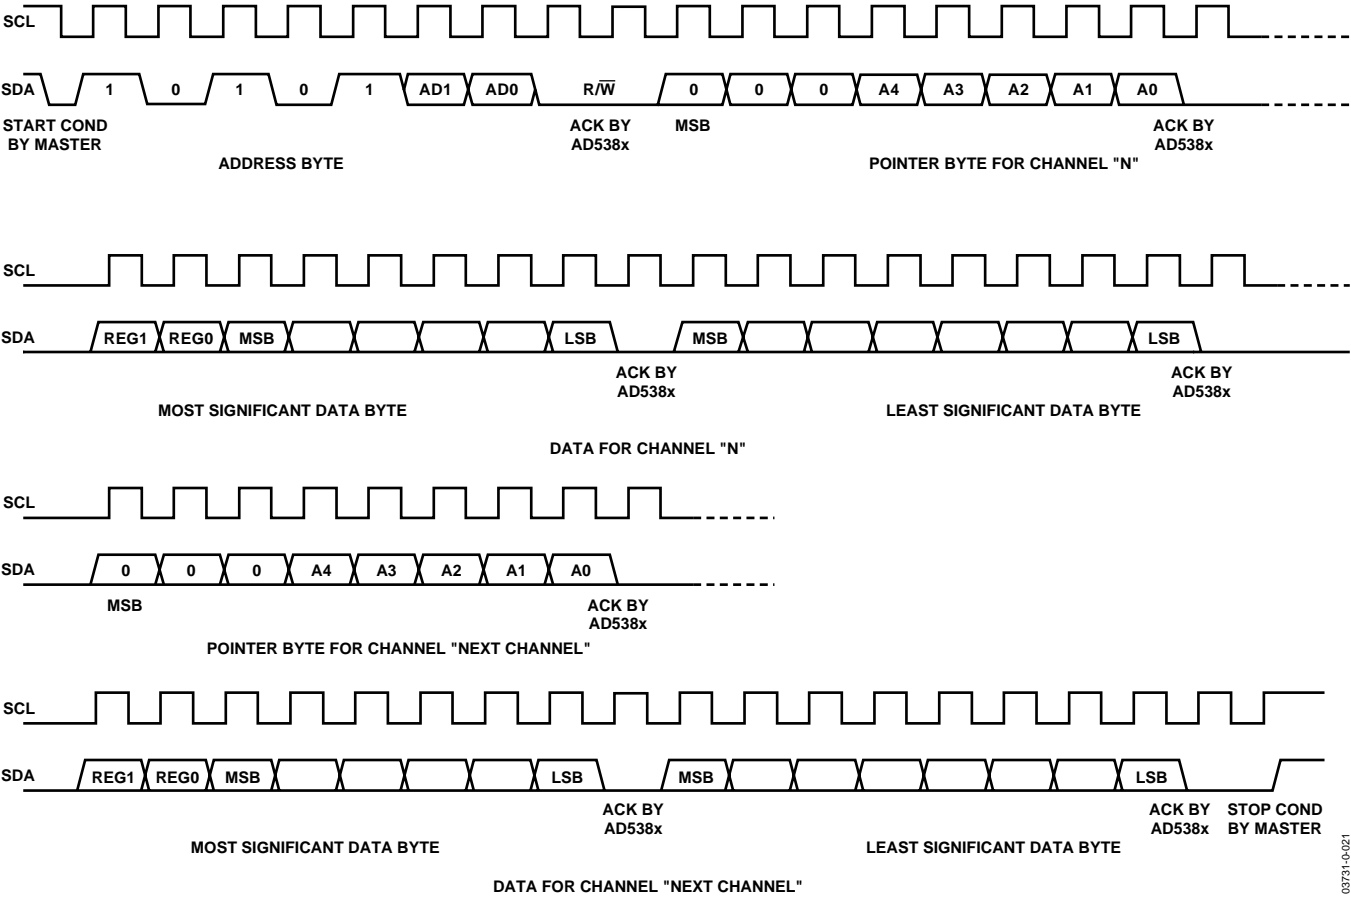 SCL
SDA 1 0 1 0 1 AD1 AD0 R/W̅ 0 0 0 A4 A3 A2 A1 A0
START COND BY MASTER
ACK BY AD538x
MSB
ACK BY AD538x
ADDRESS BYTE
POINTER BYTE FOR CHANNEL "N"
SCL
SDA REG1 REG0 MSB LSB MSB LSB
ACK BY AD538x
ACK BY AD538x
MOST SIGNIFICANT DATA BYTE
LEAST SIGNIFICANT DATA BYTE
DATA FOR CHANNEL "N"
SCL
SDA 0 0 0 A4 A3 A2 A1 A0
MSB
ACK BY AD538x
POINTER BYTE FOR CHANNEL "NEXT CHANNEL"
SCL
SDA REG1 REG0 MSB LSB MSB LSB
ACK BY AD538x
ACK BY AD538x
STOP COND BY MASTER
MOST SIGNIFICANT DATA BYTE
LEAST SIGNIFICANT DATA BYTE
DATA FOR CHANNEL "NEXT CHANNEL"
03731-0-021